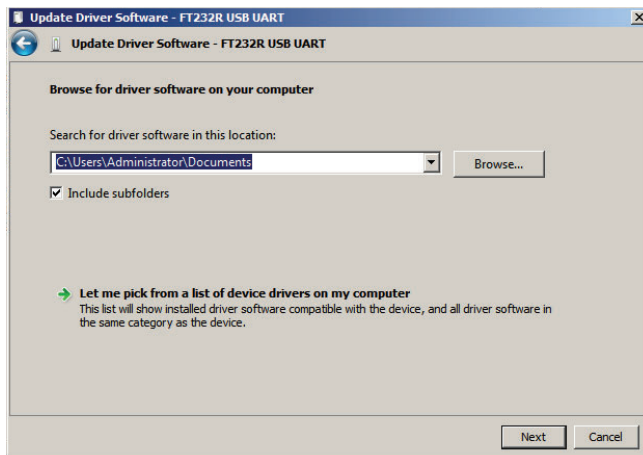 Update Driver Software - FT232R USB UART
Update Driver Software - FT232R USB UART
Browse for driver software on your computer
Search for driver software in this location:
C:\Users\Administrator\Documents
Browse...
Include subfolders
Let me pick from a list of device drivers on my computer
This list will show installed driver software compatible with the device, and all driver software in
the same category as the device.
Next
Cancel